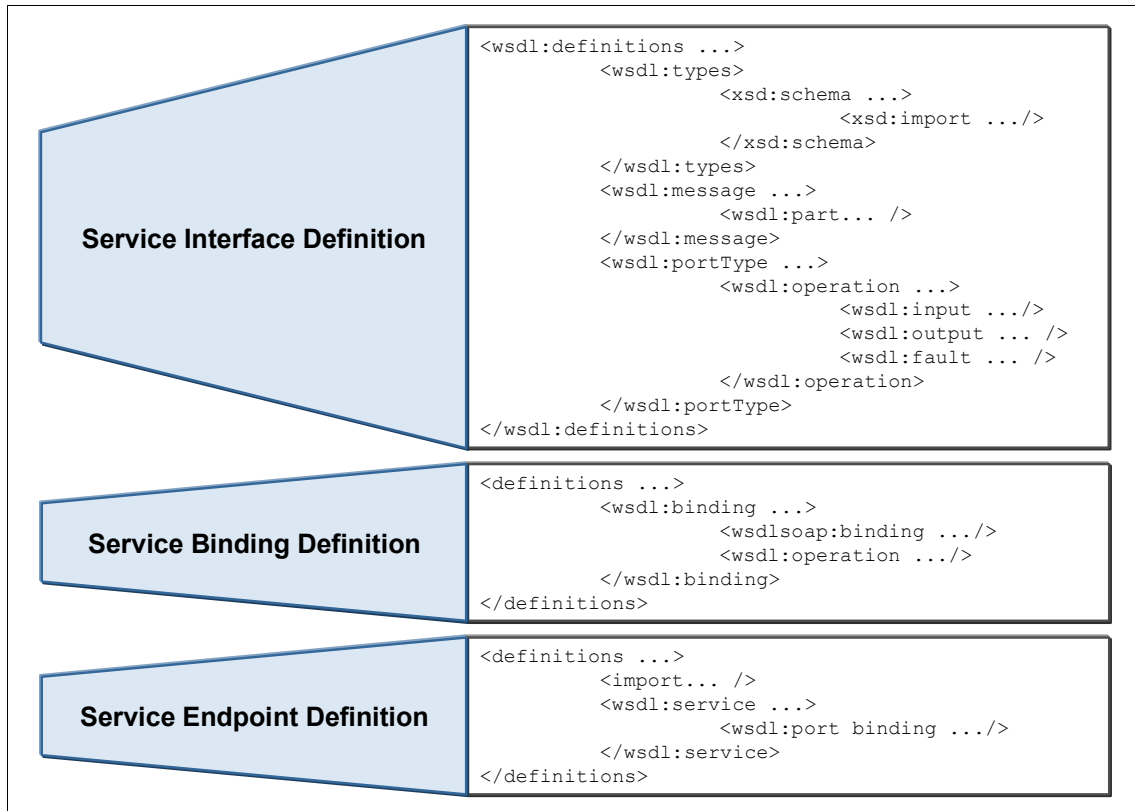 Service Interface Definition
<wsdl:definitions ...>
<wsdl:types>
<xsd:schema ...>
<xsd:import .../>
</xsd:schema>
</wsdl:types>
<wsdl:message ...>
<wsdl:part... />
</wsdl:message>
<wsdl:portType ...>
<wsdl:operation ...>
<wsdl:input .../>
<wsdl:output ... />
<wsdl:fault ... />
</wsdl:operation>
</wsdl:portType>
</wsdl:definitions>
Service Binding Definition
<definitions ...>
<wsdl:binding ...>
<wsdlsoap:binding .../>
<wsdl:operation .../>
</wsdl:binding>
</definitions>
Service Endpoint Definition
<definitions ...>
<import... />
<wsdl:service ...>
<wsdl:port binding .../>
</wsdl:service>
</definitions>